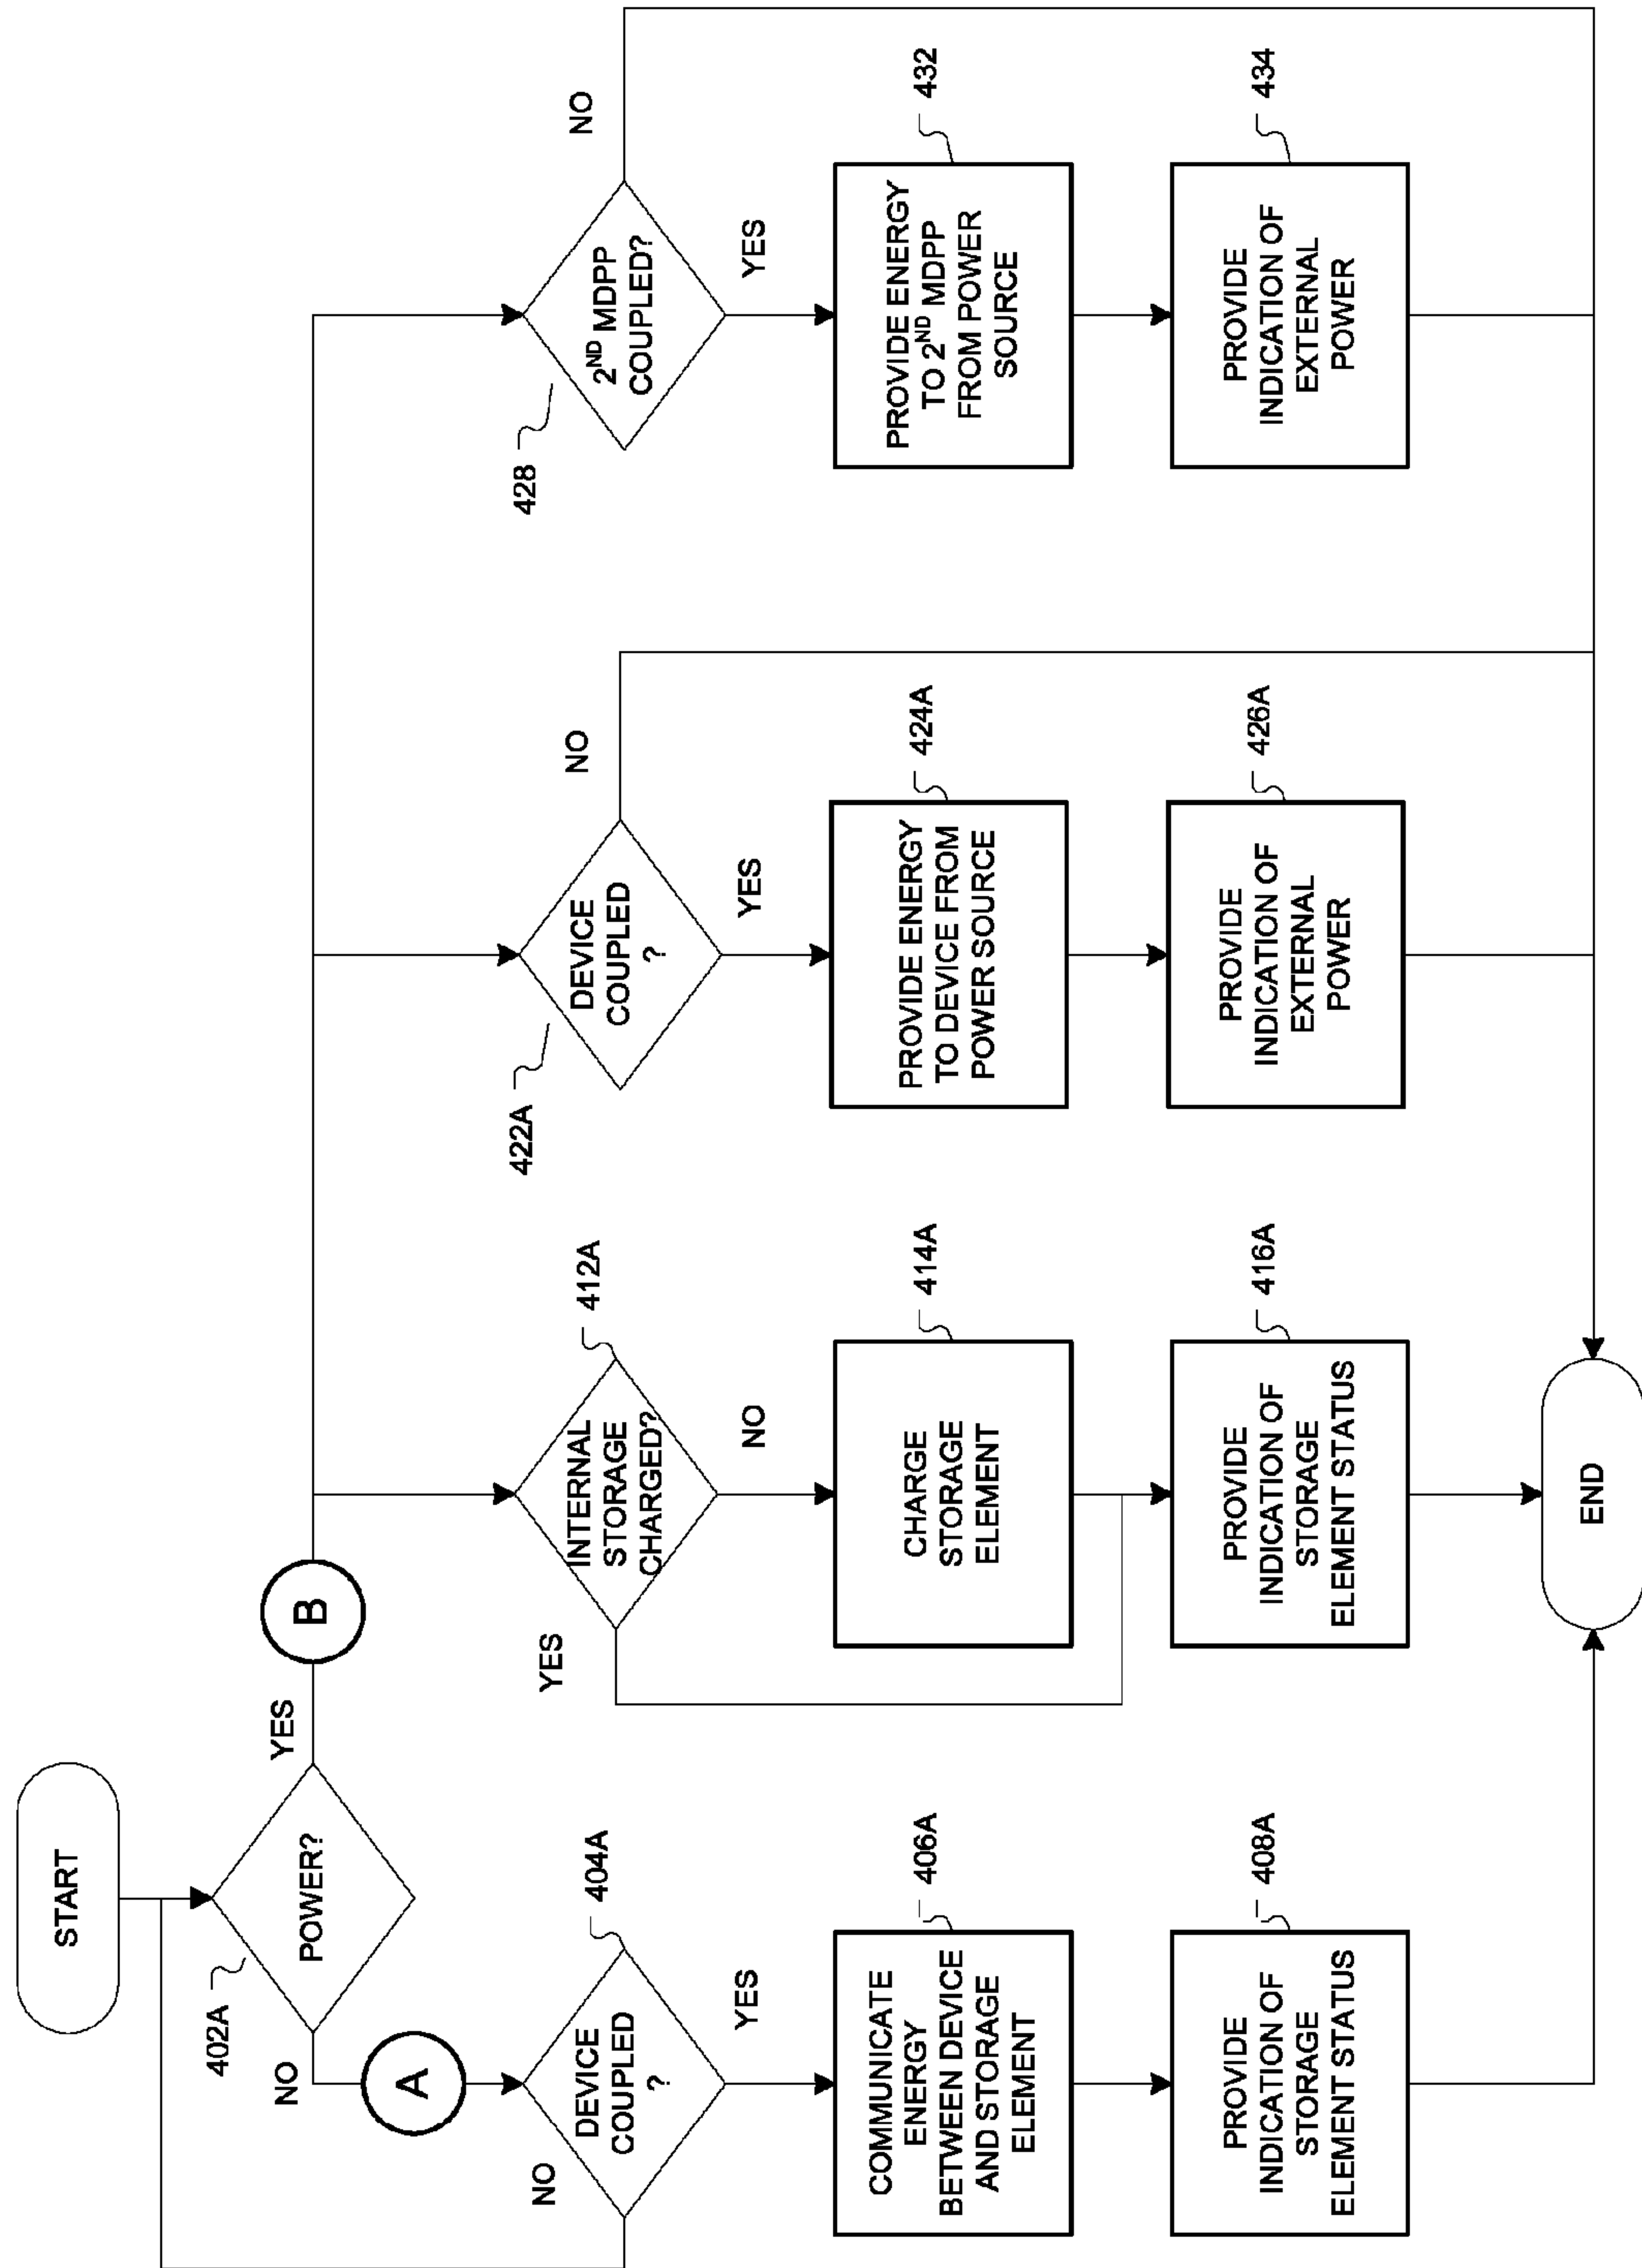 START
402A
POWER?
YES
NO
A
B
404A
DEVICE
COUPLED
?
NO
YES
406A
COMMUNICATE
ENERGY
BETWEEN DEVICE
AND STORAGE
ELEMENT
408A
PROVIDE
INDICATION OF
STORAGE
ELEMENT STATUS
412A
INTERNAL
STORAGE
CHARGED?
YES
NO
414A
CHARGE
STORAGE
ELEMENT
416A
PROVIDE
INDICATION OF
STORAGE
ELEMENT STATUS
422A
DEVICE
COUPLED
?
NO
YES
424A
PROVIDE ENERGY
TO DEVICE FROM
POWER SOURCE
426A
PROVIDE
INDICATION OF
EXTERNAL
POWER
428
2ND MDPP
COUPLED?
NO
YES
432
PROVIDE ENERGY
TO 2ND MDPP
FROM POWER
SOURCE
434
PROVIDE
INDICATION OF
EXTERNAL
POWER
END